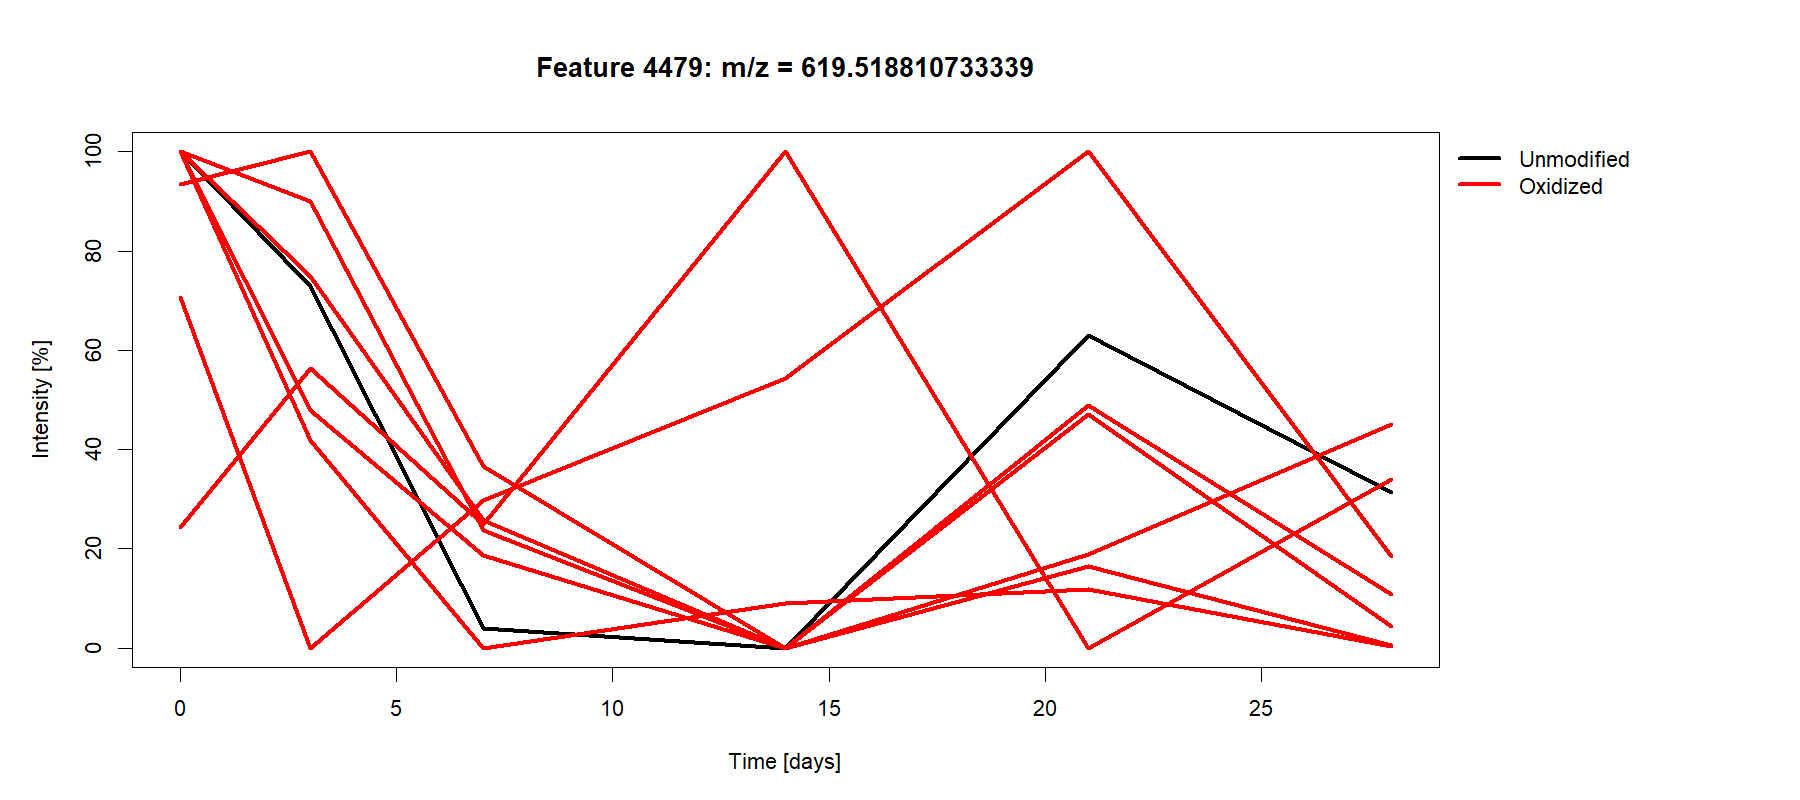 Feature 4479: m/z = 619.518810733339
Unmodified
Oxidized
Intensity [%]
100
80
60
40
20
0
0 5 10 15 20 25
Time [days]